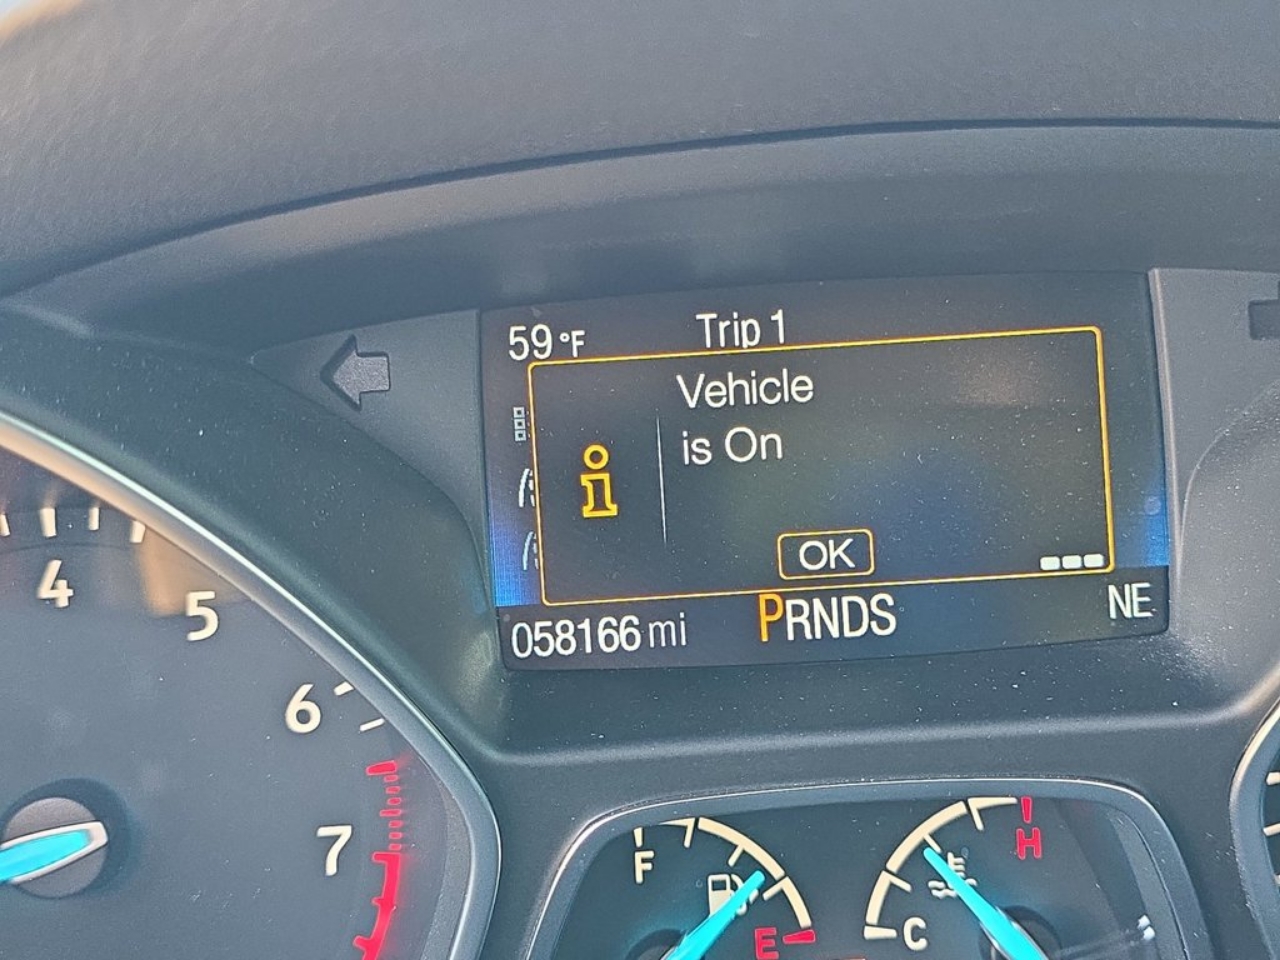 59 °F Trip 1
Vehicle
is On
i
OK
058166 mi PRNDS NE
4
5
6
7
F
E
C
H